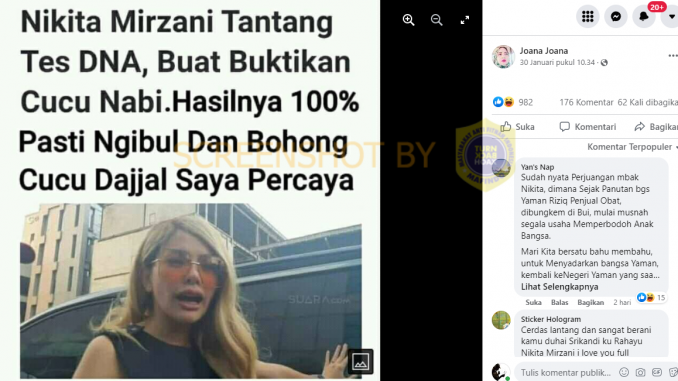 Nikita Mirzani Tantang
Tes DNA, Buat Buktikan
Cucu Nabi.Hasilnya 100%
Pasti Ngibul Dan Bohong
Cucu Dajjal Saya Percaya
SCREENSHOT BY
TURN BACK HOAX
SUARA.com
20+
Joana Joana
30 Januari pukul 10.34 ·
982
176 Komentar 62 Kali dibagika
Suka Komentari Bagikan
Komentar Terpopuler
Yan's Nap
Sudah nyata Perjuangan mbak
Nikita, dimana Sejak Panutan bgs
Yaman Riziq Penjual Obat,
dibungkem di Bui, mulai musnah
segala usaha Memperbodoh Anak
Bangsa.
Mari Kita bersatu bahu membahu,
untuk Menyadarkan bangsa Yaman,
kembali keNegeri Yaman yng saa...
Lihat Selengkapnya
15
Suka Balas Bagikan 2 hari
Sticker Hologram
Cerdas lantang dan sangat berani
kamu duhai Srikandi ku Rahayu
Nikita Mirzani i love you full
Tulis komentar publik...